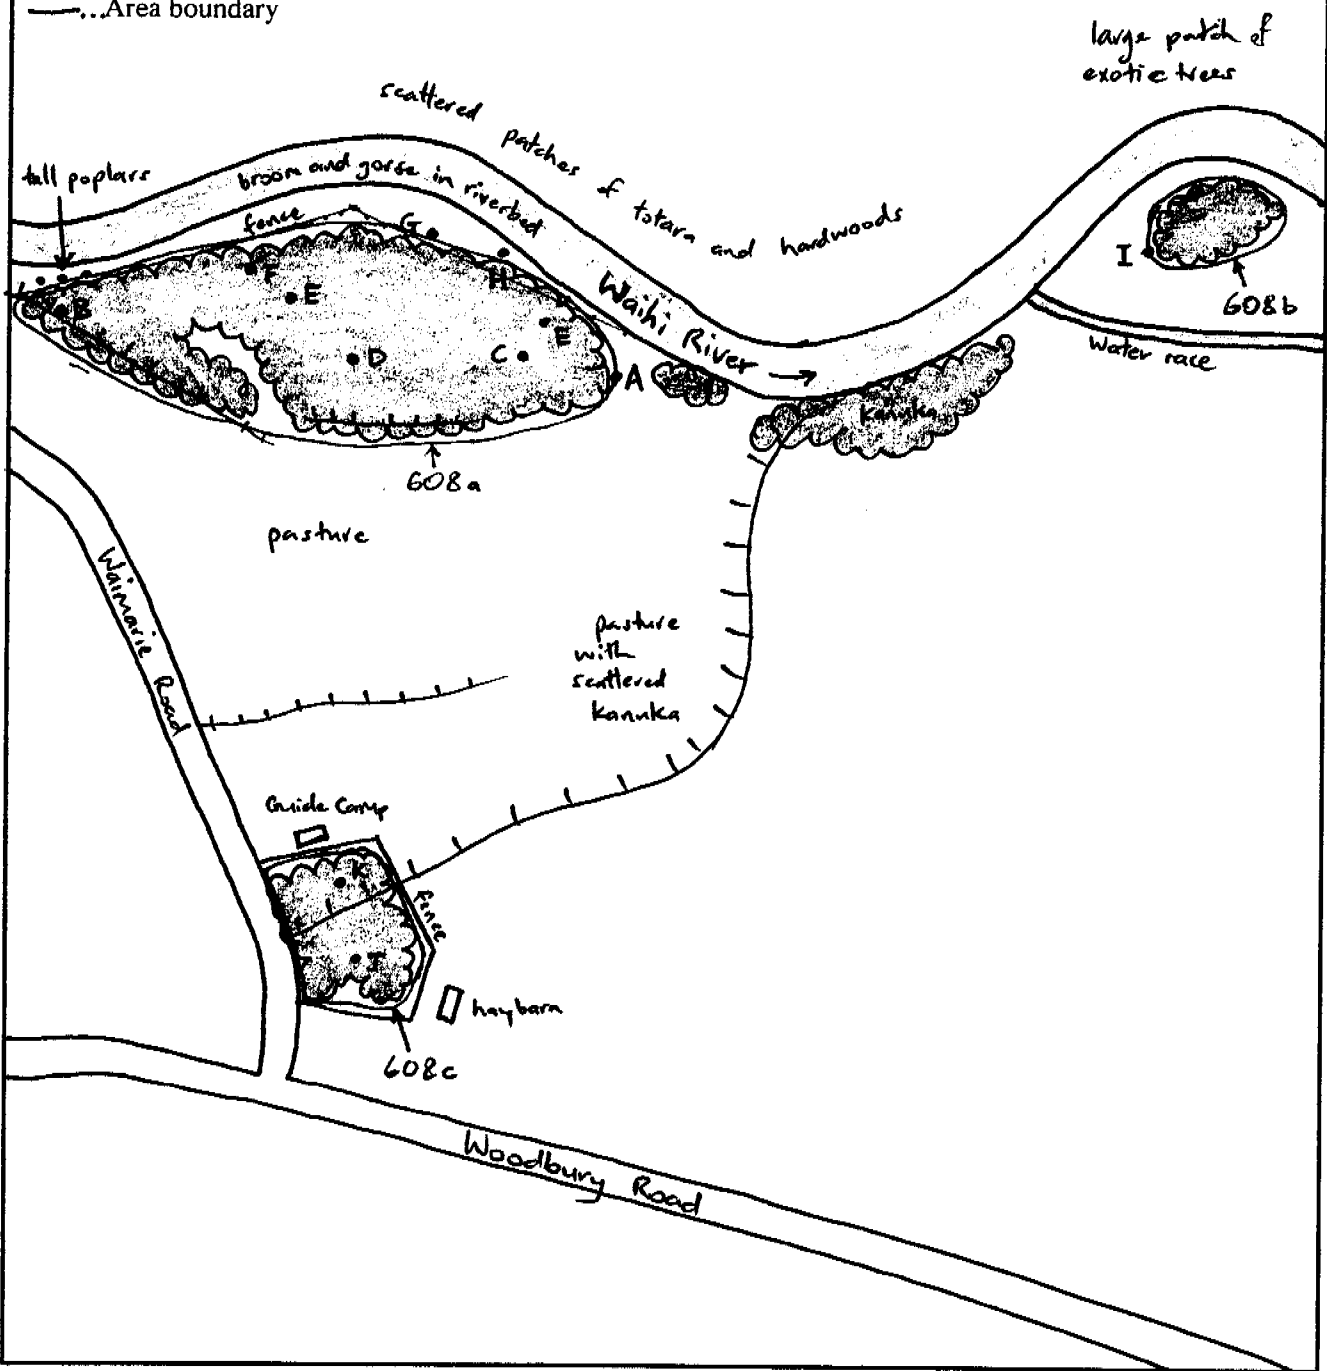 ...Area boundary
large patch of
exotic trees
scattered patches of totara and hardwoods
tall poplars
broom and gorse in riverbed
fence
G
H
F
E
B
E
D
C
A
I
608b
Waihi River
Water race
Kanuka
608a
pasture
Waimarie Road
pasture
with
scattered
kanuka
Guide Camp
K
fence
J
haybarn
608c
Woodbury Road